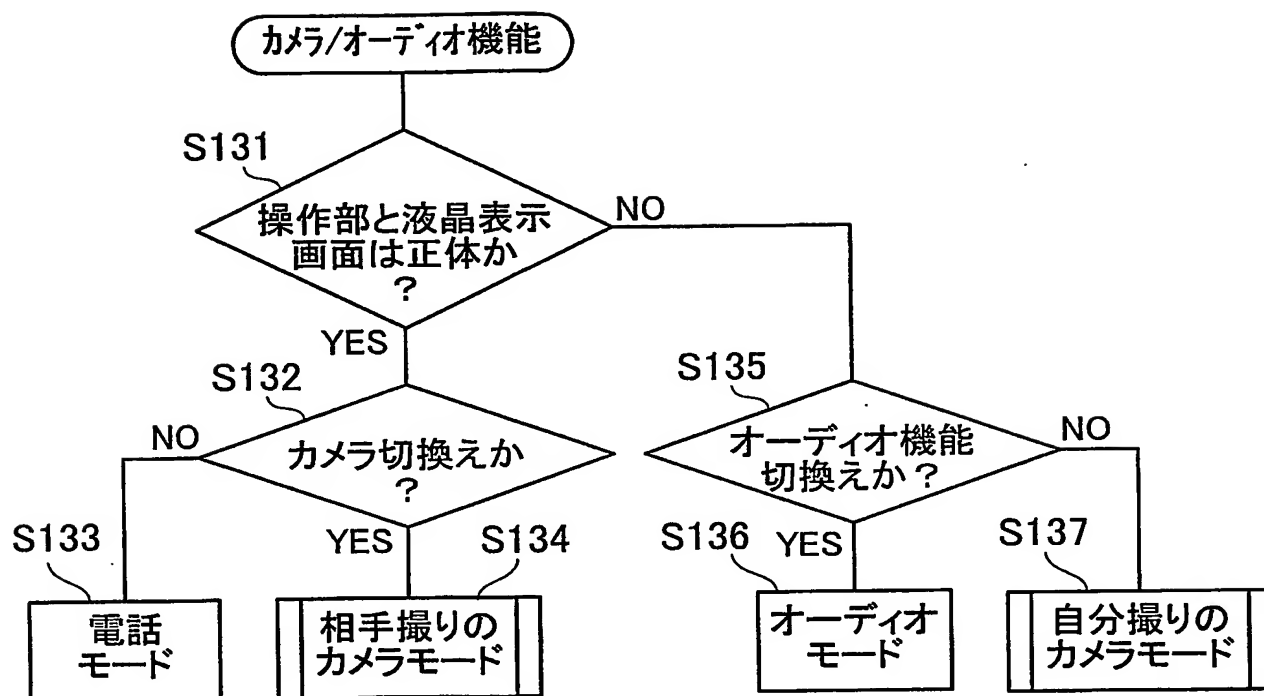 カメラ/オーディオ機能
S131
操作部と液晶表示
画面は正体か
?
NO
YES
S132
カメラ切換えか
?
NO
YES
S133
電話
モード
S134
相手撮りの
カメラモード
S135
オーディオ機能
切換えか?
NO
YES
S136
オーディオ
モード
S137
自分撮りの
カメラモード